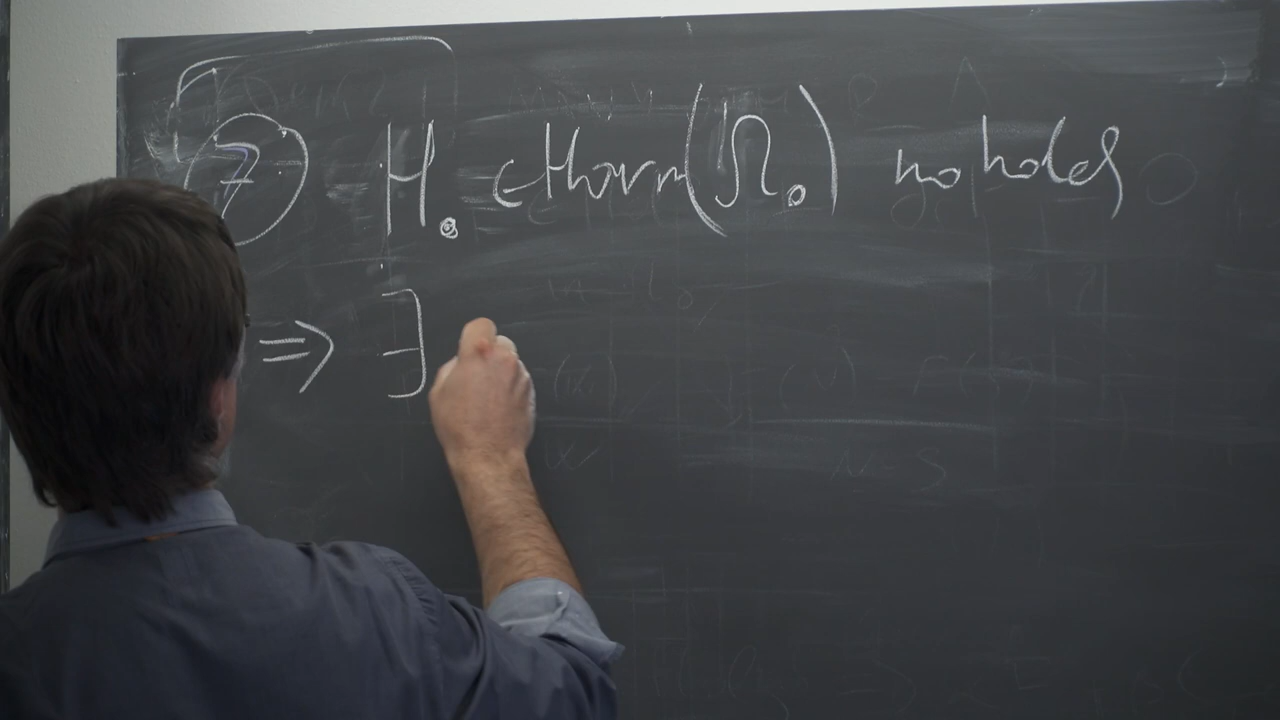 ⑦ H₀ ∈ Harm(Ω₀) no holes
⇒ ∃